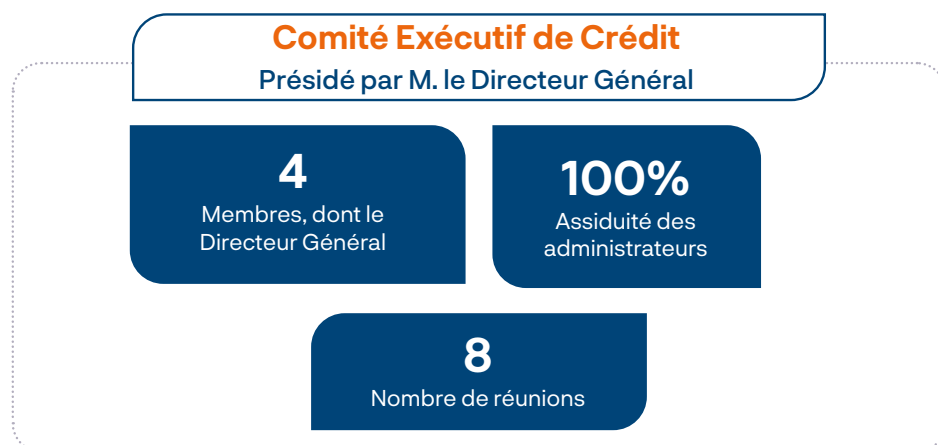 Comité Exécutif de Crédit
Présidé par M. le Directeur Général
4
Membres, dont le
Directeur Général
100%
Assiduité des
administrateurs
8
Nombre de réunions